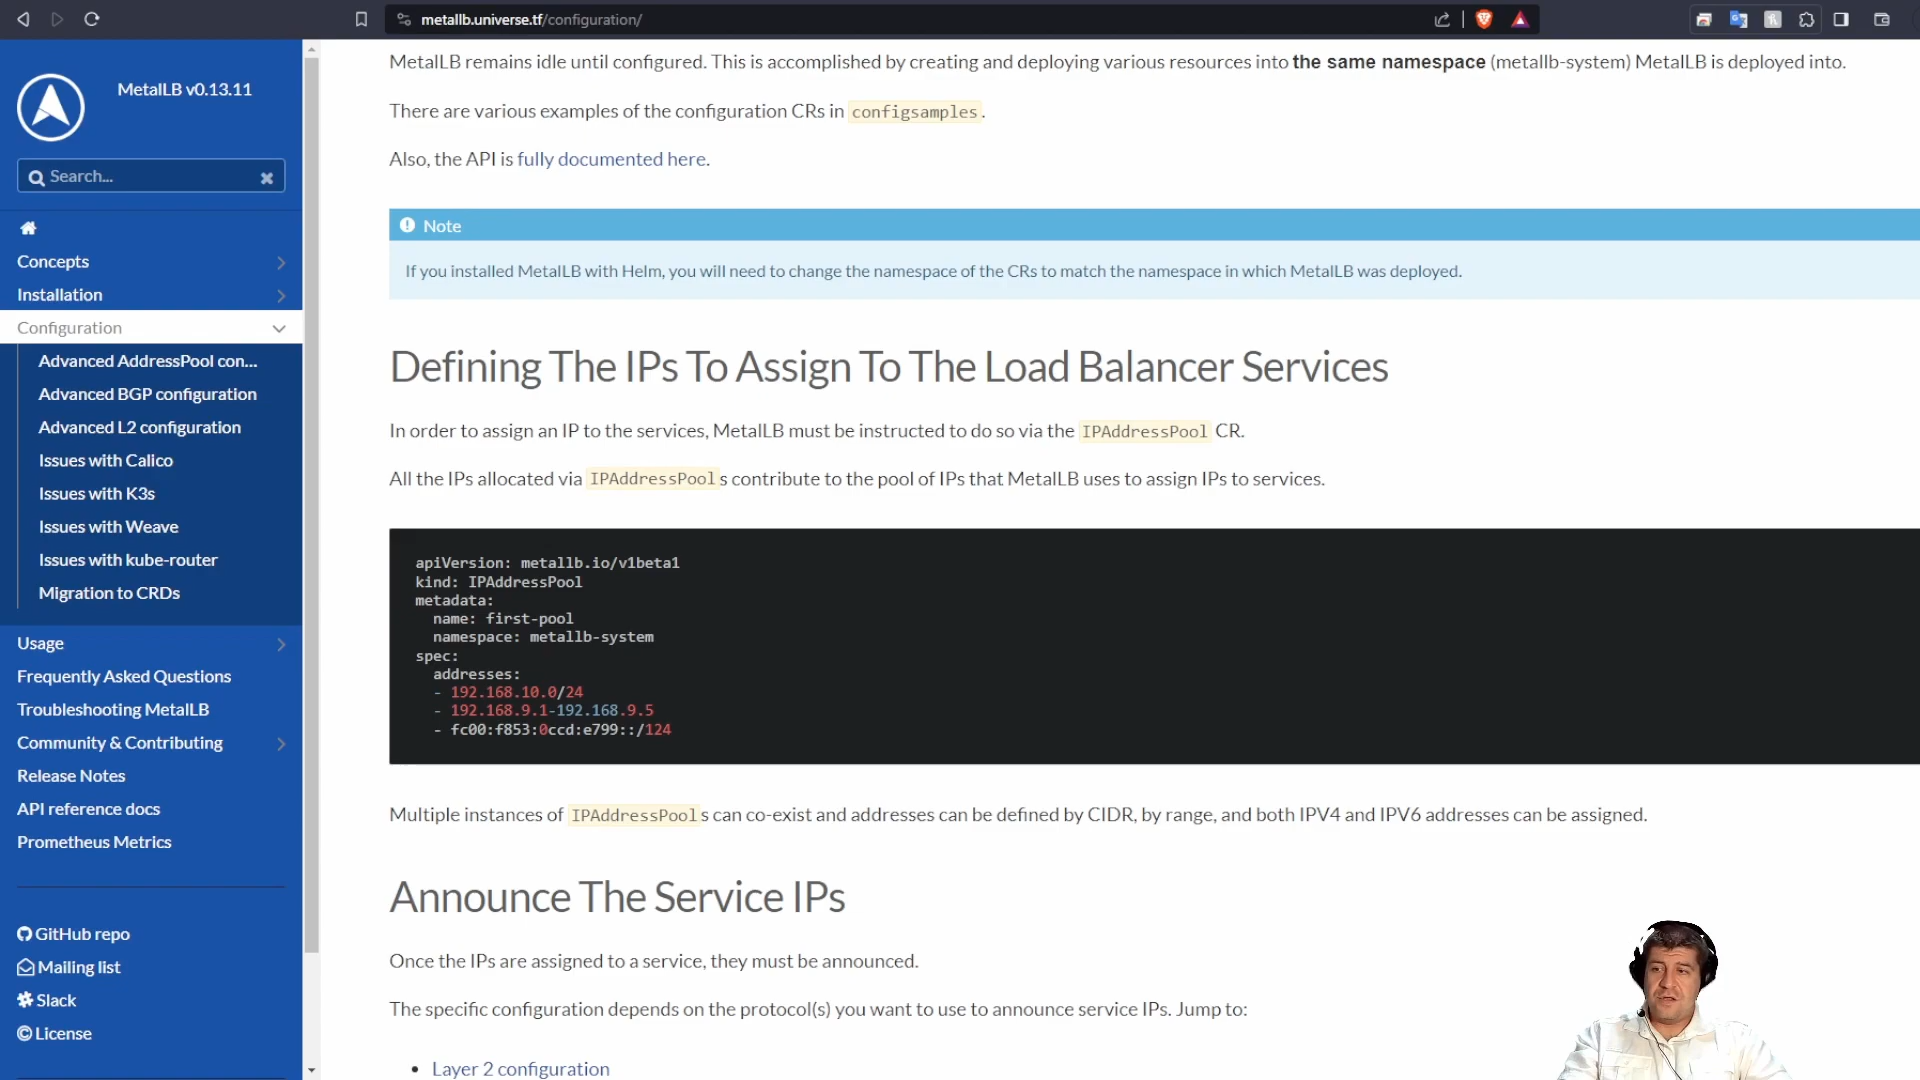 metallb.universe.tf/configuration/
MetalLB v0.13.11
Search...
Concepts
Installation
Configuration
Advanced AddressPool con...
Advanced BGP configuration
Advanced L2 configuration
Issues with Calico
Issues with K3s
Issues with Weave
Issues with kube-router
Migration to CRDs
Usage
Frequently Asked Questions
Troubleshooting MetalLB
Community & Contributing
Release Notes
API reference docs
Prometheus Metrics
GitHub repo
Mailing list
Slack
License
MetalLB remains idle until configured. This is accomplished by creating and deploying various resources into the same namespace (metallb-system) MetalLB is deployed into.
There are various examples of the configuration CRs in configsamples.
Also, the API is fully documented here.
Note
If you installed MetalLB with Helm, you will need to change the namespace of the CRs to match the namespace in which MetalLB was deployed.
Defining The IPs To Assign To The Load Balancer Services
In order to assign an IP to the services, MetalLB must be instructed to do so via the IPAddressPool CR.
All the IPs allocated via IPAddressPools contribute to the pool of IPs that MetalLB uses to assign IPs to services.
apiVersion: metallb.io/v1beta1
kind: IPAddressPool
metadata:
  name: first-pool
  namespace: metallb-system
spec:
  addresses:
  - 192.168.10.0/24
  - 192.168.9.1-192.168.9.5
  - fc00:f853:0ccd:e799::/124
Multiple instances of IPAddressPools can co-exist and addresses can be defined by CIDR, by range, and both IPV4 and IPV6 addresses can be assigned.
Announce The Service IPs
Once the IPs are assigned to a service, they must be announced.
The specific configuration depends on the protocol(s) you want to use to announce service IPs. Jump to:
• Layer 2 configuration